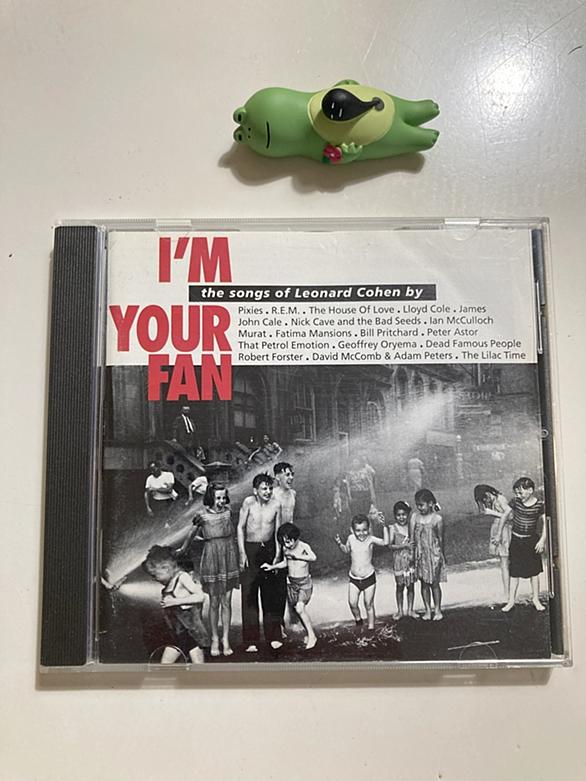 I'M
the songs of Leonard Cohen by
YOUR
FAN
Pixies . R.E.M. . The House Of Love . Lloyd Cole . James
John Cale . Nick Cave and the Bad Seeds . Ian McCulloch
Murat . Fatima Mansions . Bill Pritchard . Peter Astor
That Petrol Emotion . Geoffrey Oryema . Dead Famous People
Robert Forster . David McComb & Adam Peters . The Lilac Time